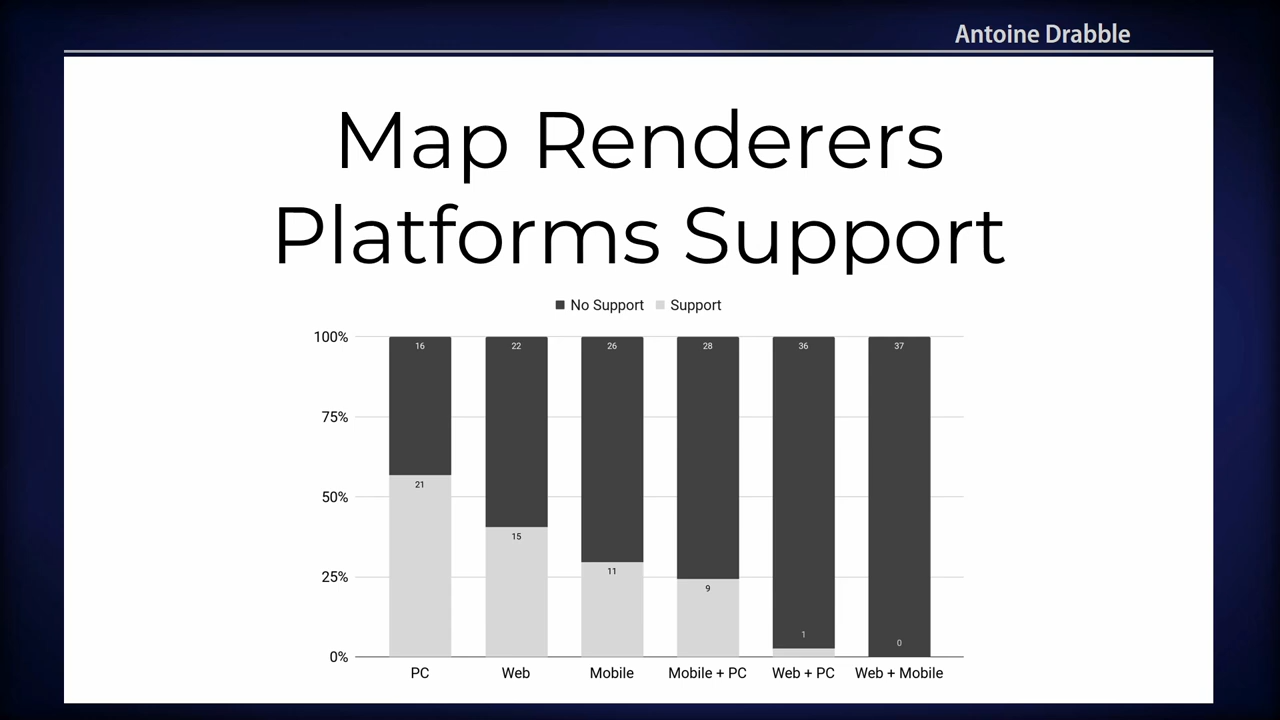 Antoine Drabble
Map Renderers
Platforms Support
No Support Support
100%
75%
50%
25%
0%
16 22 26 28 36 37
21 15 11 9 1 0
PC Web Mobile Mobile + PC Web + PC Web + Mobile